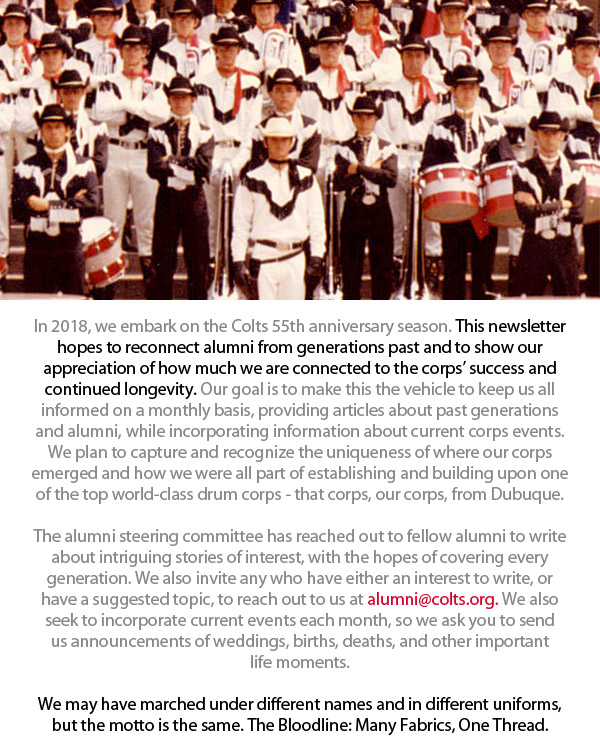 In 2018, we embark on the Colts 55th anniversary season. This newsletter
hopes to reconnect alumni from generations past and to show our
appreciation of how much we are connected to the corps' success and
continued longevity. Our goal is to make this the vehicle to keep us all
informed on a monthly basis, providing articles about past generations
and alumni, while incorporating information about current corps events.
We plan to capture and recognize the uniqueness of where our corps
emerged and how we were all part of establishing and building upon one
of the top world-class drum corps - that corps, our corps, from Dubuque.
The alumni steering committee has reached out to fellow alumni to write
about intriguing stories of interest, with the hopes of covering every
generation. We also invite any who have either an interest to write, or
have a suggested topic, to reach out to us at alumni@colts.org. We also
seek to incorporate current events each month, so we ask you to send
us announcements of weddings, births, deaths, and other important
life moments.
We may have marched under different names and in different uniforms,
but the motto is the same. The Bloodline: Many Fabrics, One Thread.